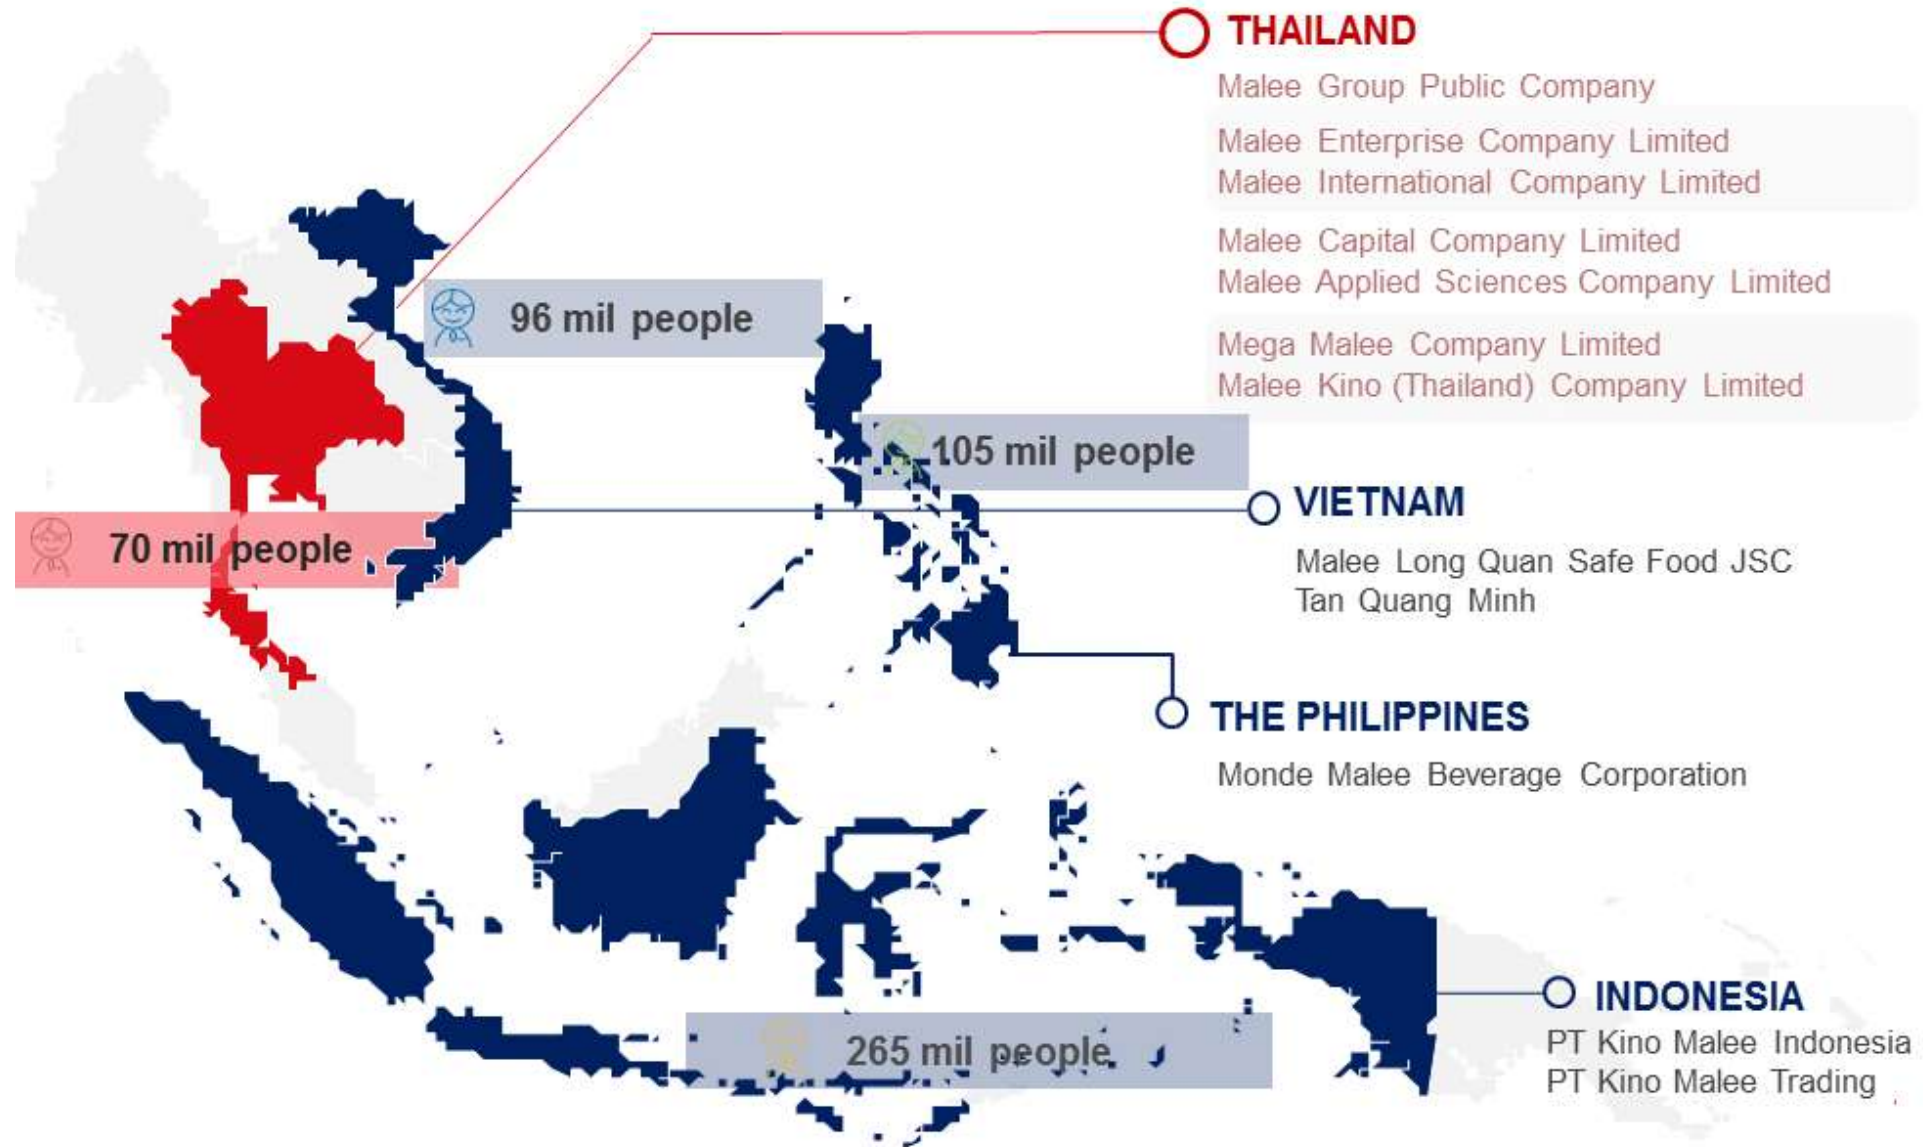 THAILAND
Malee Group Public Company
Malee Enterprise Company Limited
Malee International Company Limited
Malee Capital Company Limited
Malee Applied Sciences Company Limited
Mega Malee Company Limited
Malee Kino (Thailand) Company Limited
96 mil people
105 mil people
VIETNAM
Malee Long Quan Safe Food JSC
Tan Quang Minh
70 mil people
THE PHILIPPINES
Monde Malee Beverage Corporation
INDONESIA
PT Kino Malee Indonesia
PT Kino Malee Trading
265 mil people